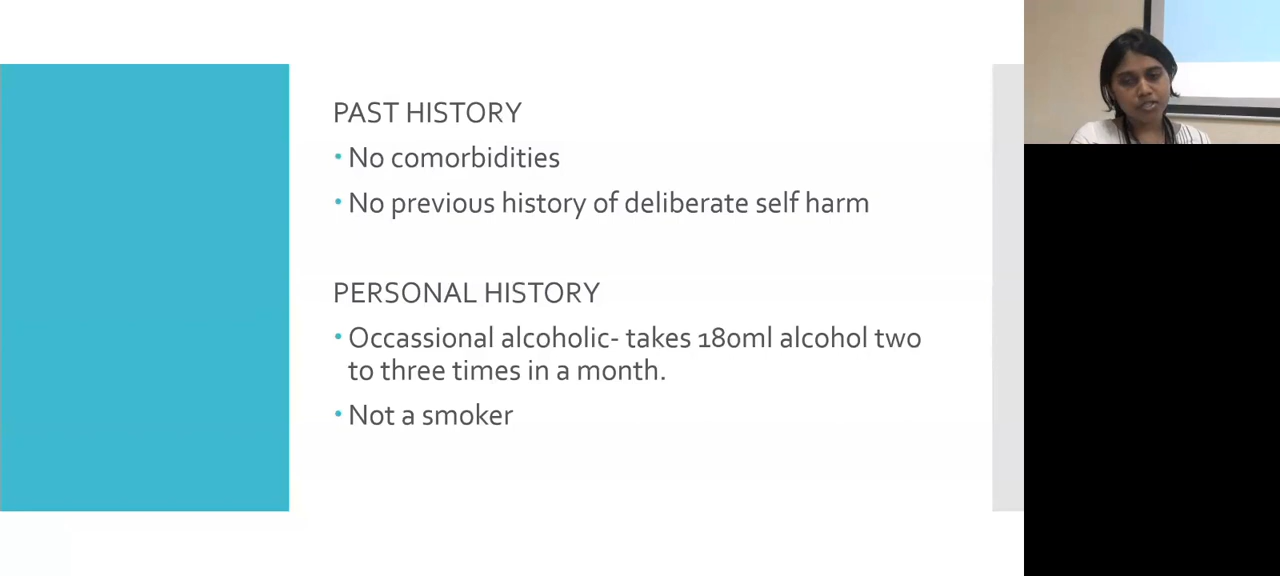 PAST HISTORY
• No comorbidities
• No previous history of deliberate self harm
PERSONAL HISTORY
• Occassional alcoholic- takes 180ml alcohol two
to three times in a month.
• Not a smoker